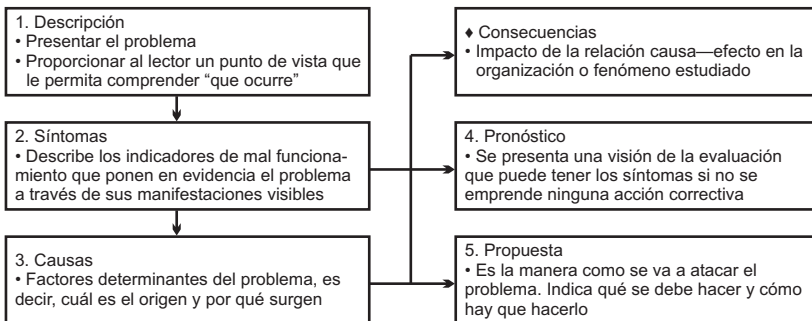 1. Descripción
• Presentar el problema
• Proporcionar al lector un punto de vista que
le permita comprender “que ocurre”
2. Síntomas
• Describe los indicadores de mal funciona-
miento que ponen en evidencia el problema
a través de sus manifestaciones visibles
3. Causas
• Factores determinantes del problema, es
decir, cuál es el origen y por qué surgen
♦ Consecuencias
• Impacto de la relación causa—efecto en la
organización o fenómeno estudiado
4. Pronóstico
• Se presenta una visión de la evaluación
que puede tener los síntomas si no se
emprende ninguna acción correctiva
5. Propuesta
• Es la manera como se va a atacar el
problema. Indica qué se debe hacer y cómo
hay que hacerlo